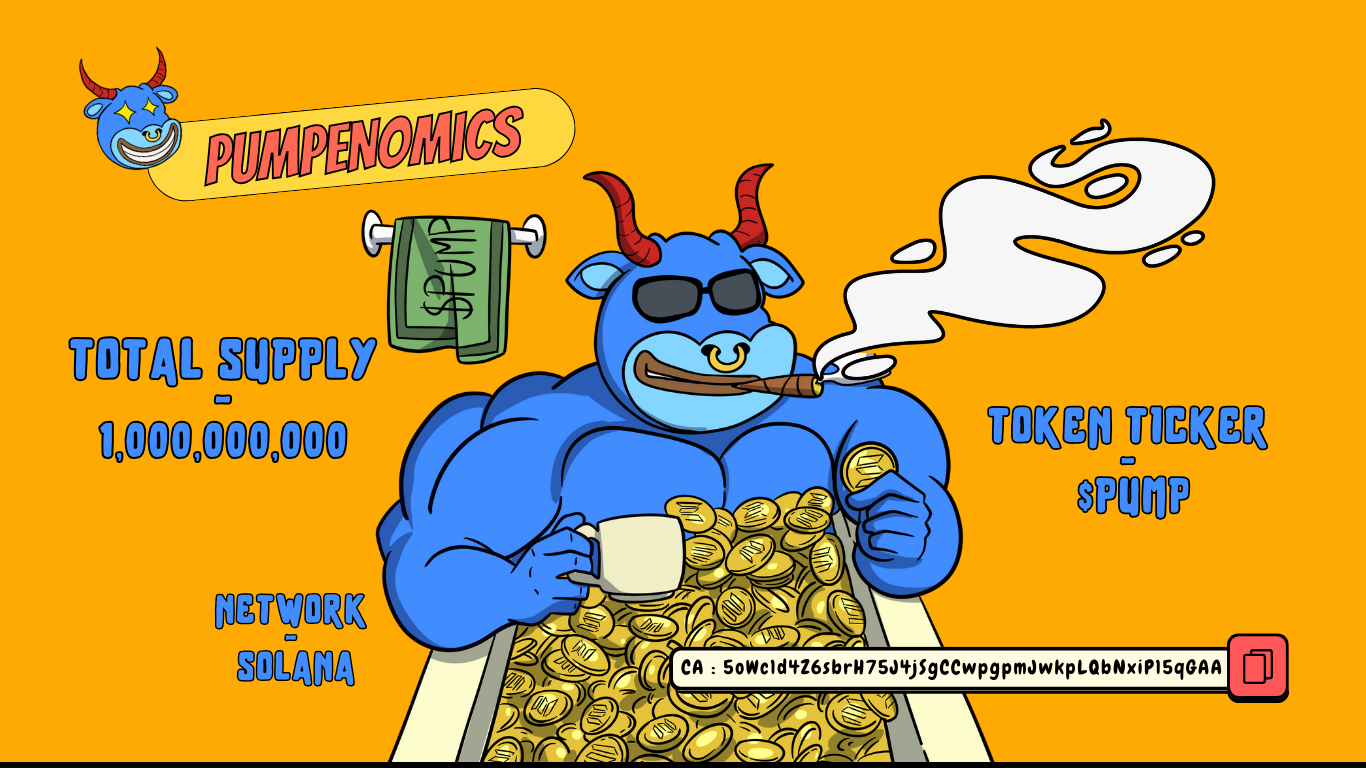 PUMPENOMICS
$PUMP
TOTAL SUPPLY
-
1,000,000,000
TOKEN TICKER
-
$PUMP
NETWORK
-
SOLANA
CA : 5oWc1d4Z6sbrH75J4jSgCCwpgpmJwkpLQbNxiP15qGAA